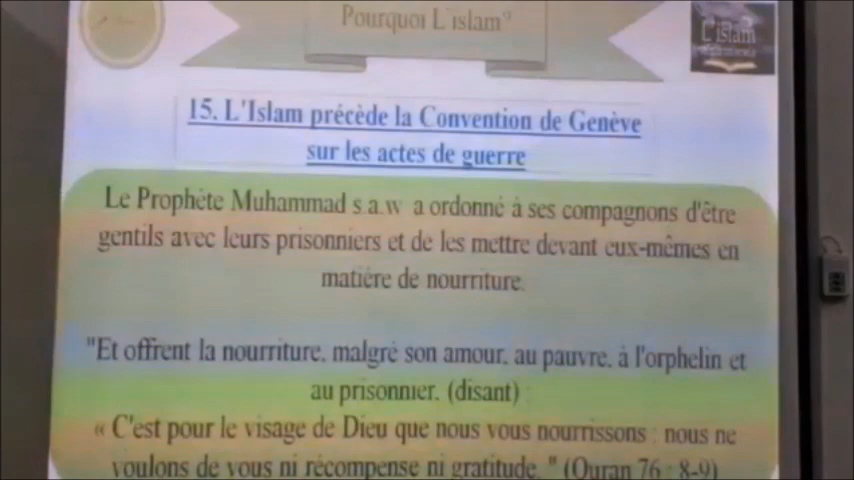 Pourquoi L'islam?
L'islam
15. L'Islam précède la Convention de Genève
sur les actes de guerre
Le Prophète Muhammad s.a.w a ordonné à ses compagnons d'être
gentils avec leurs prisonniers et de les mettre devant eux-mêmes en
matière de nourriture.
"Et offrent la nourriture, malgré son amour, au pauvre, à l'orphelin et
au prisonnier. (disant) :
« C'est pour le visage de Dieu que nous vous nourrissons : nous ne
voulons de vous ni récompense ni gratitude. " (Quran 76 : 8-9)